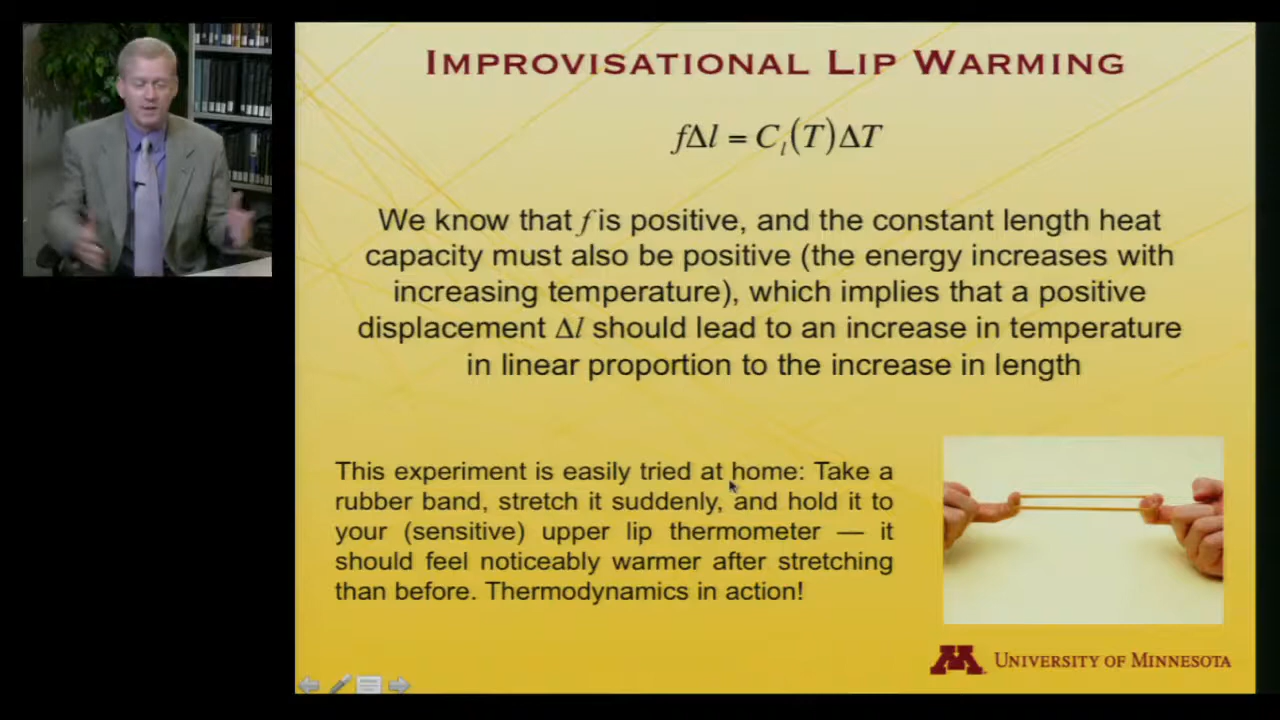 IMPROVISATIONAL LIP WARMING
fΔl = C_l(T)ΔT
We know that f is positive, and the constant length heat
capacity must also be positive (the energy increases with
increasing temperature), which implies that a positive
displacement Δl should lead to an increase in temperature
in linear proportion to the increase in length
This experiment is easily tried at home: Take a
rubber band, stretch it suddenly, and hold it to
your (sensitive) upper lip thermometer — it
should feel noticeably warmer after stretching
than before. Thermodynamics in action!
M UNIVERSITY OF MINNESOTA